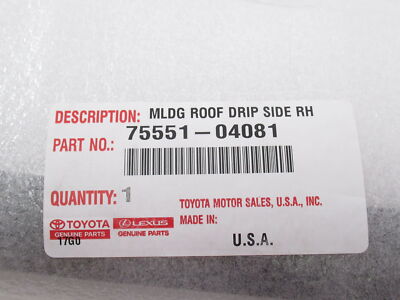 DESCRIPTION: MLDG ROOF DRIP SIDE RH
PART NO.: 75551-04081
QUANTITY: 1
TOYOTA MOTOR SALES, U.S.A., INC.
TOYOTA LEXUS MADE IN:
GENUINE PARTS GENUINE PARTS
17G0 U.S.A.